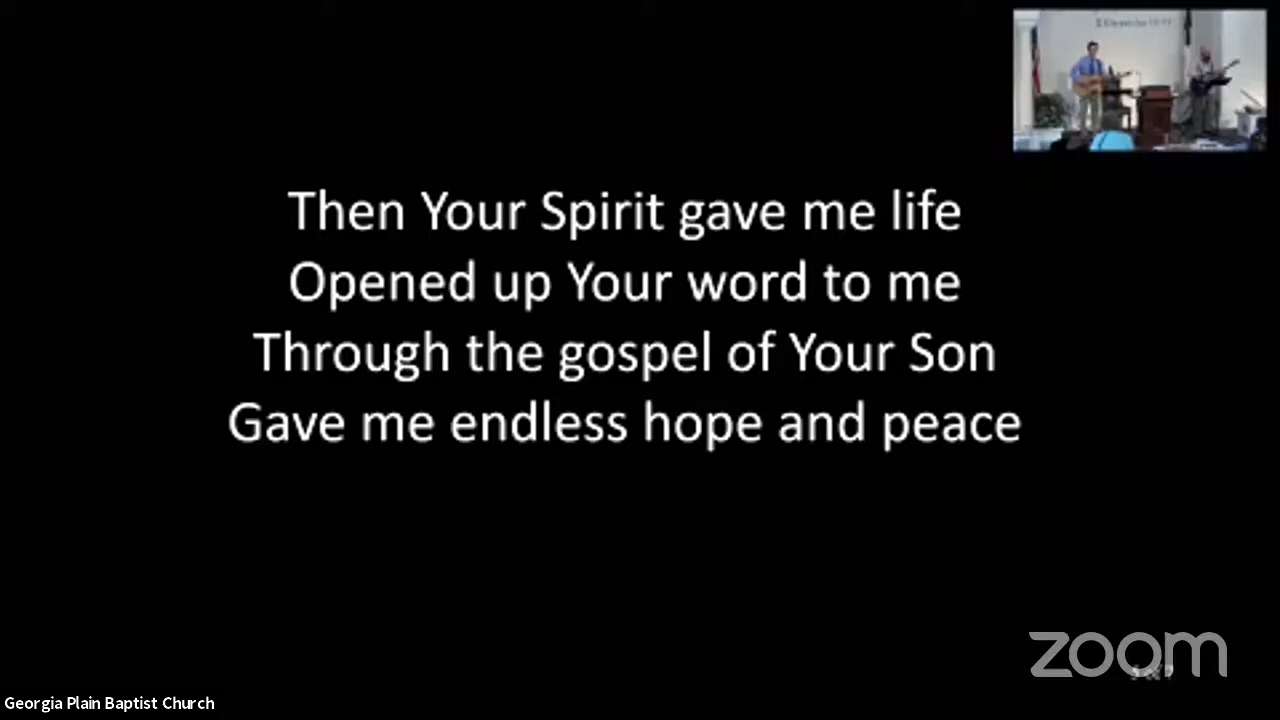 Then Your Spirit gave me life
Opened up Your word to me
Through the gospel of Your Son
Gave me endless hope and peace
zoom
Georgia Plain Baptist Church